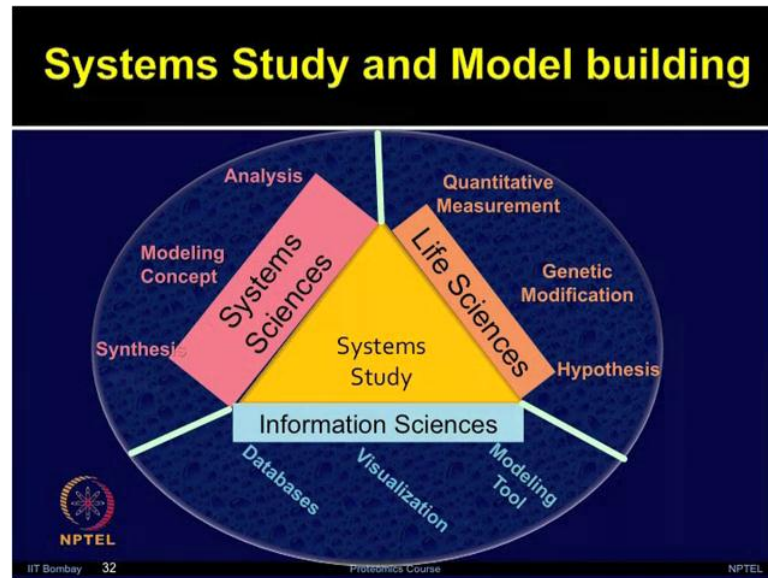 Systems Study and Model building
Analysis
Modeling
Concept
Synthesis
Systems
Sciences
Quantitative
Measurement
Life Sciences
Genetic
Modification
Hypothesis
Systems
Study
Information Sciences
Databases
Visualization
Modeling
Tool
NPTEL
IIT Bombay
32
Proteomics Course
NPTEL